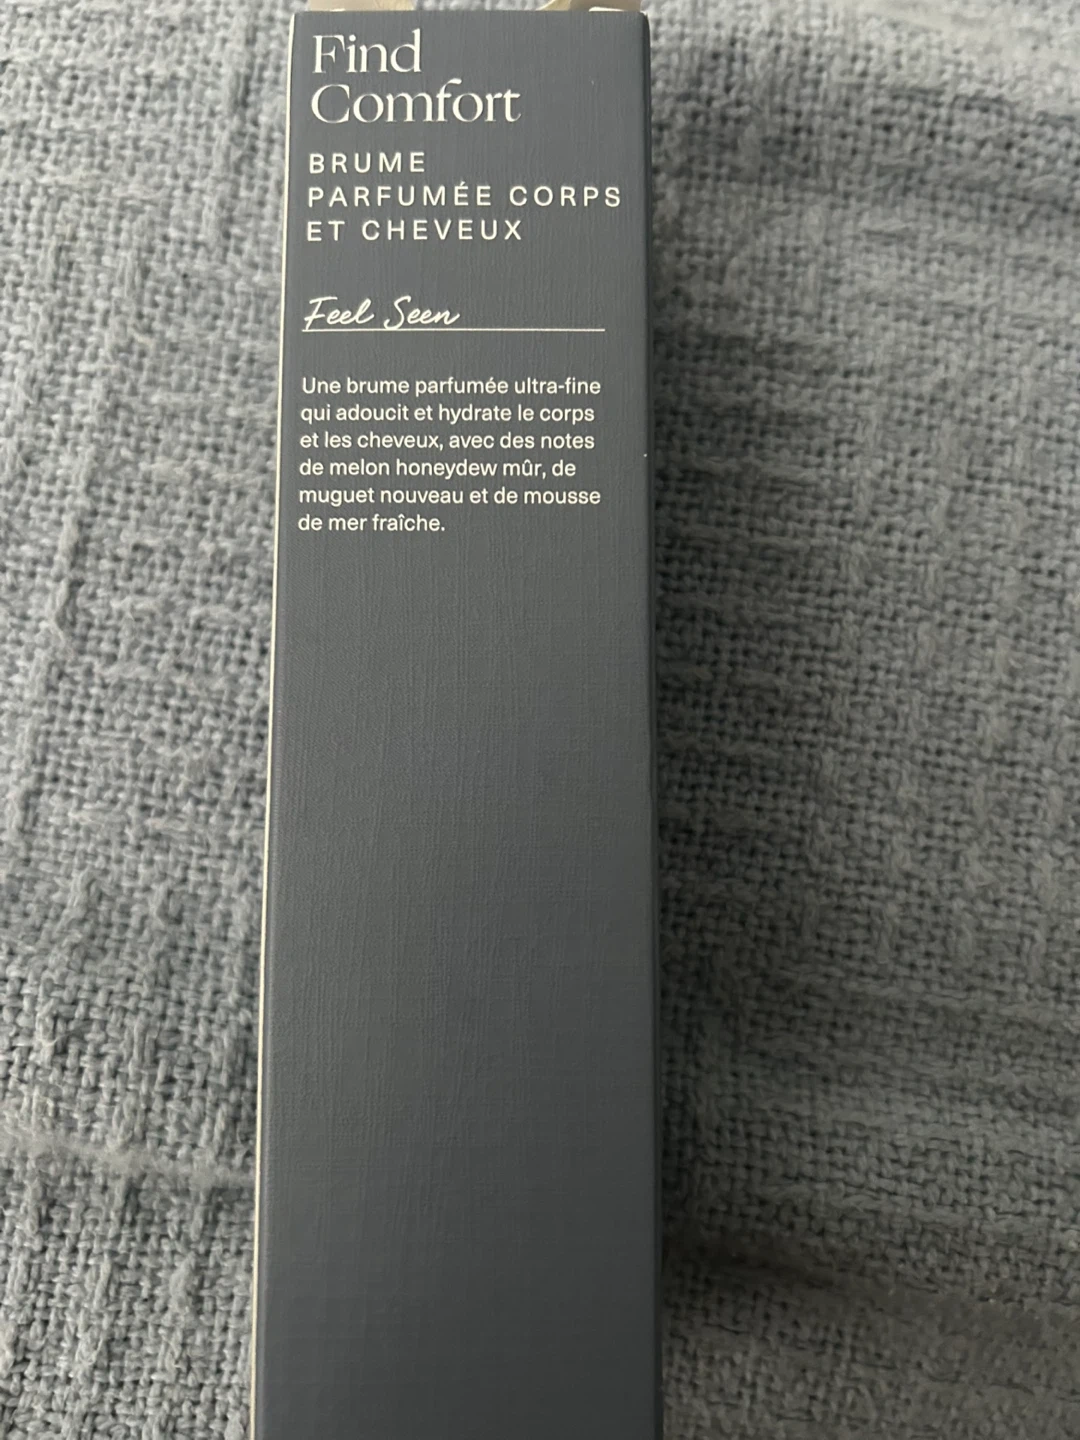 Find
Comfort
BRUME
PARFUMÉE CORPS
ET CHEVEUX
Feel Seen
Une brume parfumée ultra-fine
qui adoucit et hydrate le corps
et les cheveux, avec des notes
de melon honeydew mûr, de
muguet nouveau et de mousse
de mer fraîche.